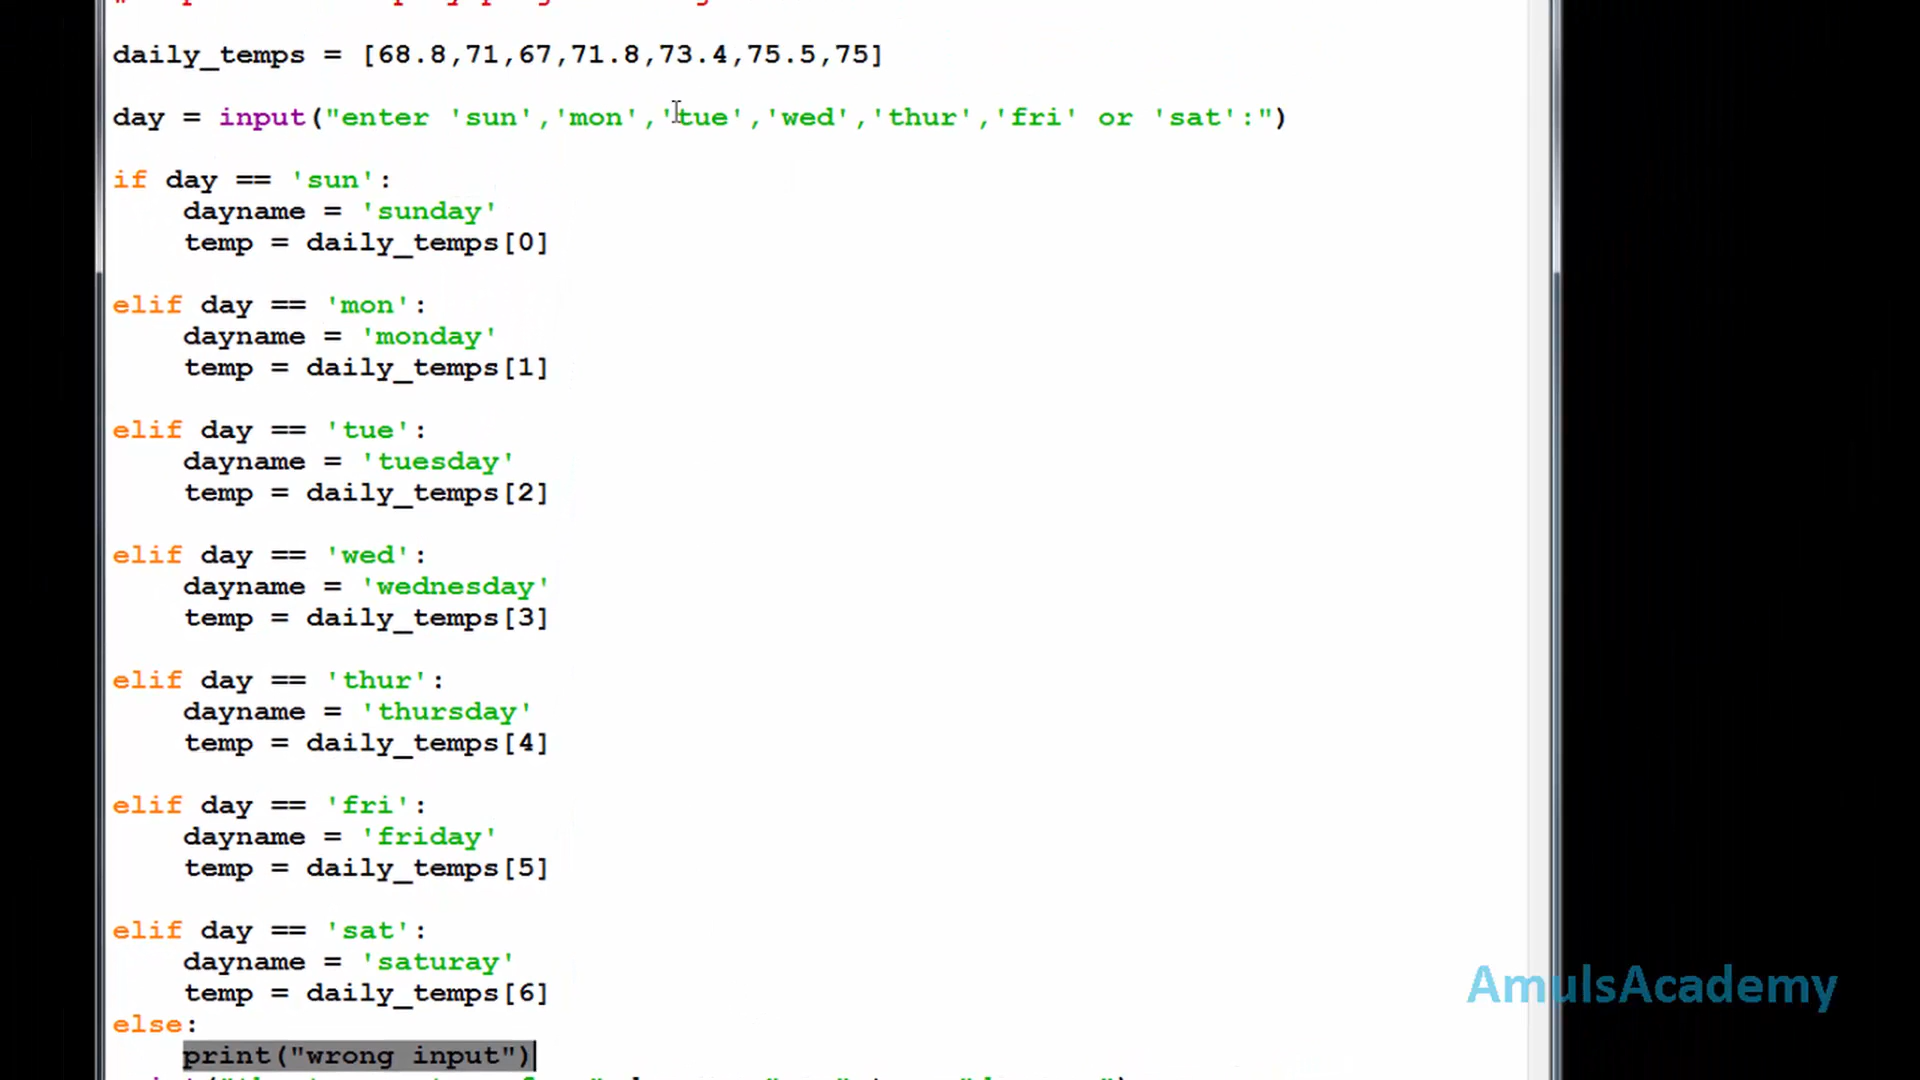 daily_temps = [68.8,71,67,71.8,73.4,75.5,75]
day = input("enter 'sun','mon','tue','wed','thur','fri' or 'sat':")
if day == 'sun':
dayname = 'sunday'
temp = daily_temps[0]
elif day == 'mon':
dayname = 'monday'
temp = daily_temps[1]
elif day == 'tue':
dayname = 'tuesday'
temp = daily_temps[2]
elif day == 'wed':
dayname = 'wednesday'
temp = daily_temps[3]
elif day == 'thur':
dayname = 'thursday'
temp = daily_temps[4]
elif day == 'fri':
dayname = 'friday'
temp = daily_temps[5]
elif day == 'sat':
dayname = 'saturay'
temp = daily_temps[6]
else:
print("wrong input")
AmulsAcademy